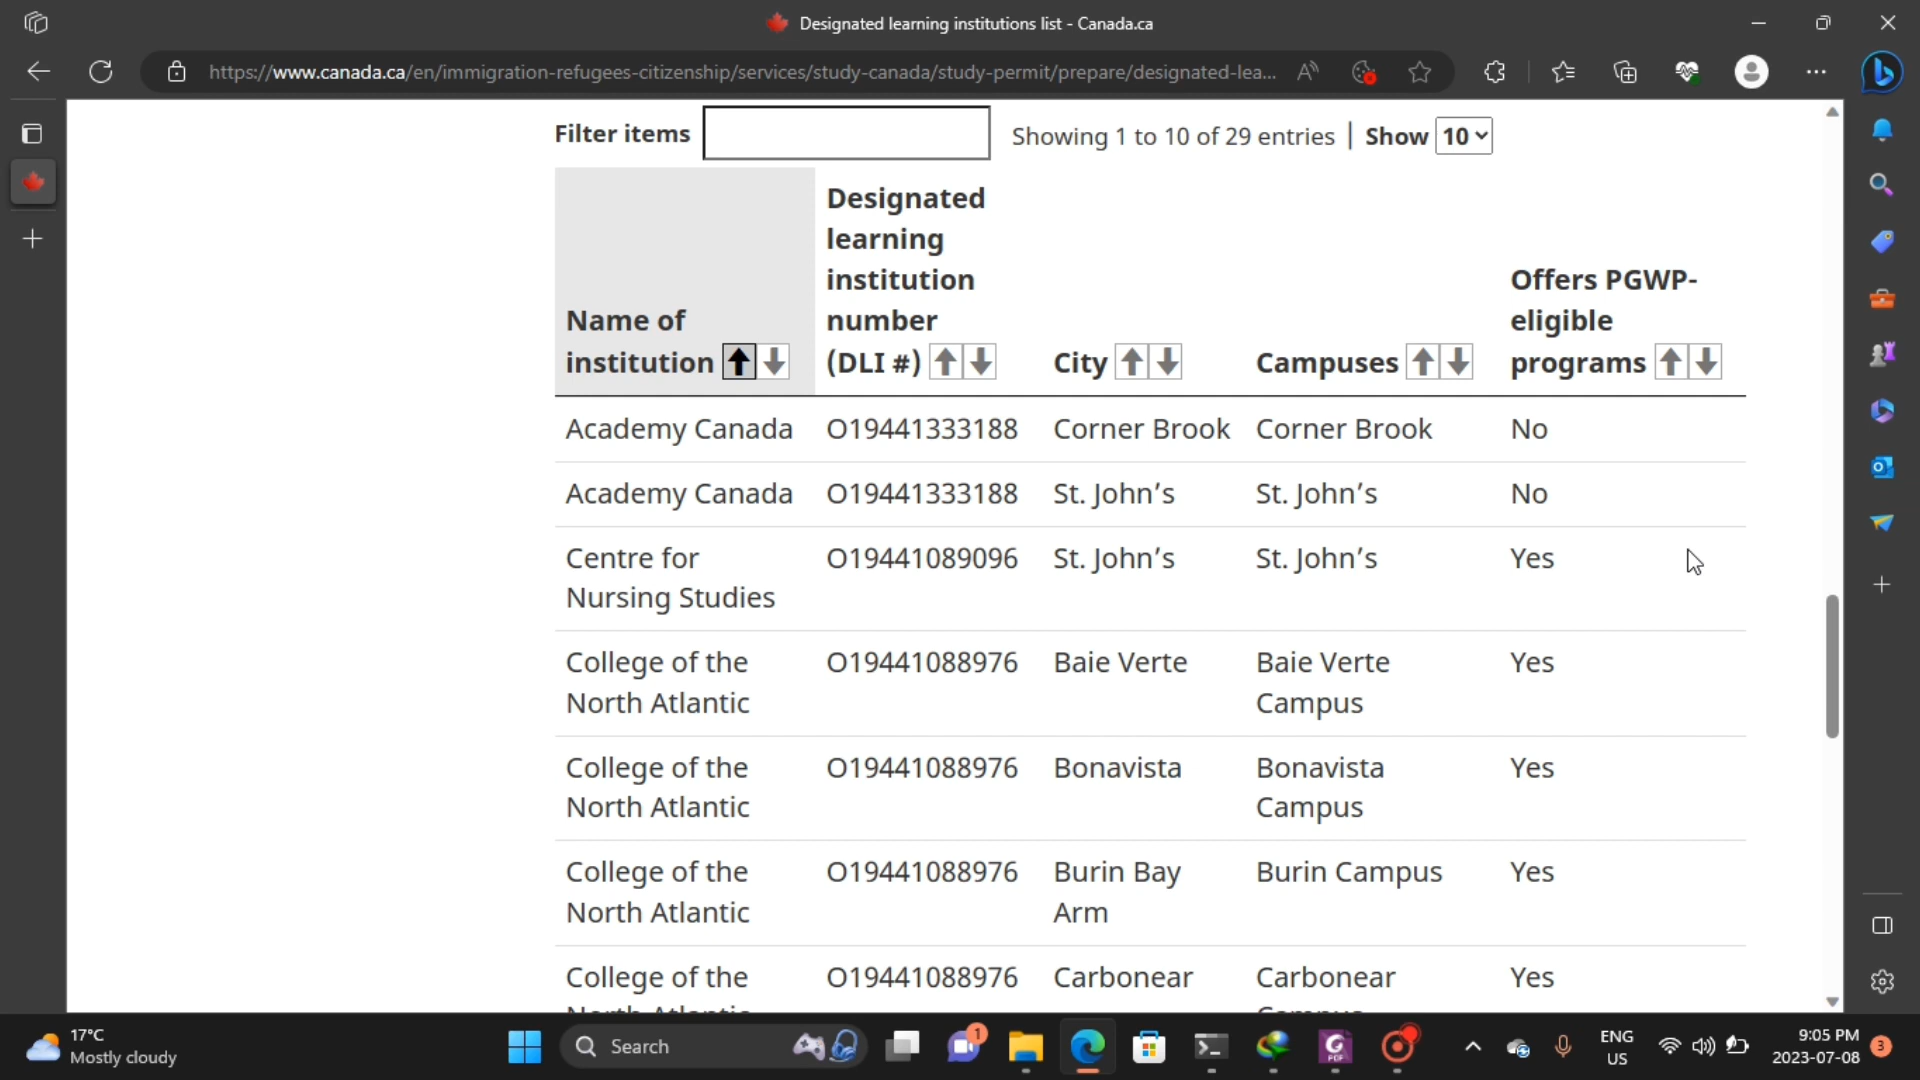 Designated learning institutions list - Canada.ca
https://www.canada.ca/en/immigration-refugees-citizenship/services/study-canada/study-permit/prepare/designated-lea...
Filter items
Showing 1 to 10 of 29 entries | Show 10
Name of
institution
Designated
learning
institution
number
(DLI #)
City
Campuses
Offers PGWP-
eligible
programs
Academy Canada O19441333188 Corner Brook Corner Brook No
Academy Canada O19441333188 St. John’s St. John’s No
Centre for O19441089096 St. John’s St. John’s Yes
Nursing Studies
College of the O19441088976 Baie Verte Baie Verte Yes
North Atlantic Campus
College of the O19441088976 Bonavista Bonavista Yes
North Atlantic Campus
College of the O19441088976 Burin Bay Burin Campus Yes
North Atlantic Arm
College of the O19441088976 Carbonear Carbonear Yes
17°C
Mostly cloudy
Search
1
PDF
ENG
US
9:05 PM
2023-07-08
3